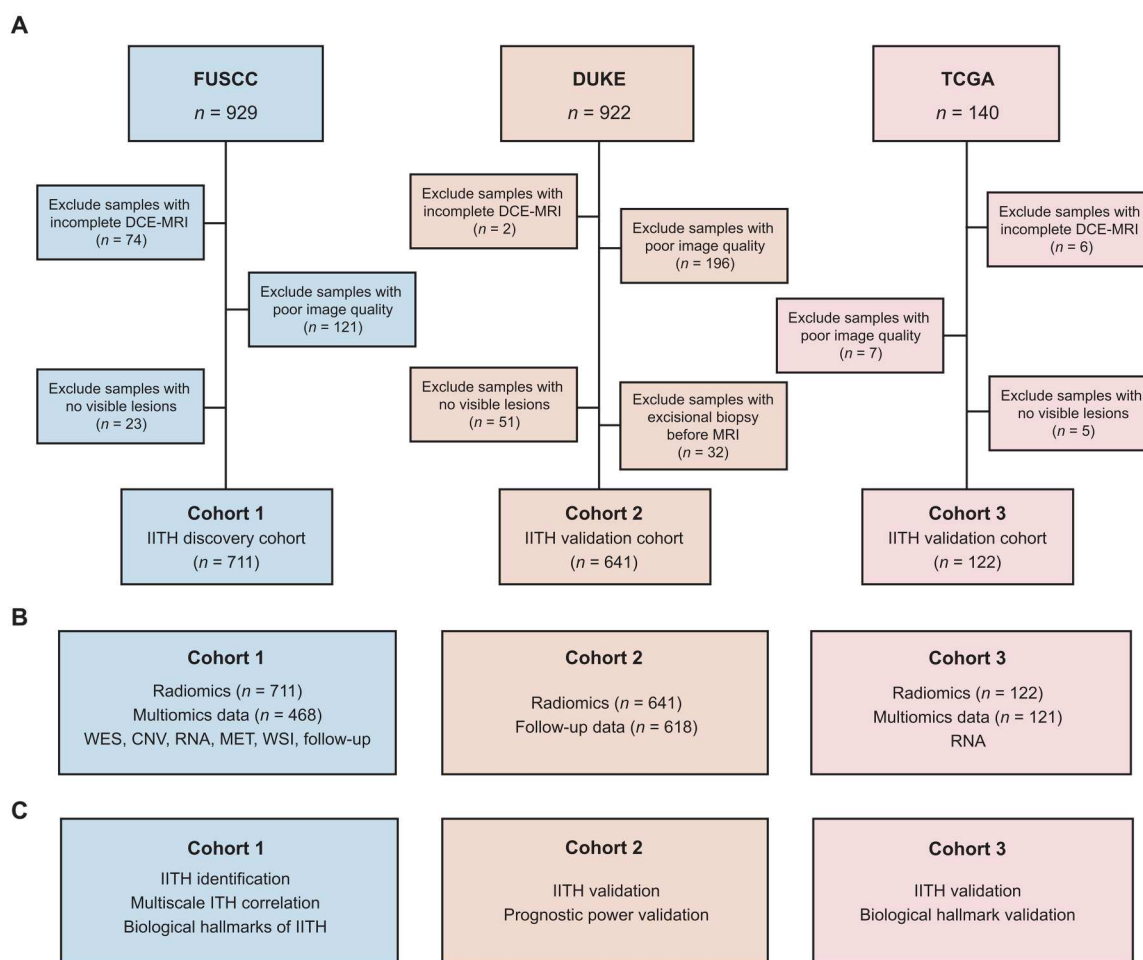 A
FUSCC
n = 929
Exclude samples with
incomplete DCE-MRI
(n = 74)
Exclude samples with
poor image quality
(n = 121)
Exclude samples with
no visible lesions
(n = 23)
Cohort 1
IITH discovery cohort
(n = 711)
DUKE
n = 922
Exclude samples with
incomplete DCE-MRI
(n = 2)
Exclude samples with
poor image quality
(n = 196)
Exclude samples with
no visible lesions
(n = 51)
Exclude samples with
excisional biopsy
before MRI
(n = 32)
Cohort 2
IITH validation cohort
(n = 641)
TCGA
n = 140
Exclude samples with
incomplete DCE-MRI
(n = 6)
Exclude samples with
poor image quality
(n = 7)
Exclude samples with
no visible lesions
(n = 5)
Cohort 3
IITH validation cohort
(n = 122)
B
Cohort 1
Radiomics (n = 711)
Multiomics data (n = 468)
WES, CNV, RNA, MET, WSI, follow-up
Cohort 2
Radiomics (n = 641)
Follow-up data (n = 618)
Cohort 3
Radiomics (n = 122)
Multiomics data (n = 121)
RNA
C
Cohort 1
IITH identification
Multiscale ITH correlation
Biological hallmarks of IITH
Cohort 2
IITH validation
Prognostic power validation
Cohort 3
IITH validation
Biological hallmark validation